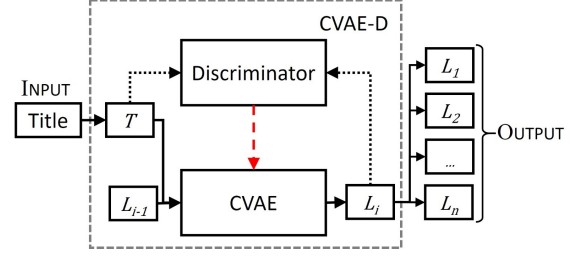 CVAE-D
Discriminator
INPUT
Title
T
L1
L2
...
OUTPUT
Li-1
CVAE
Li
Ln